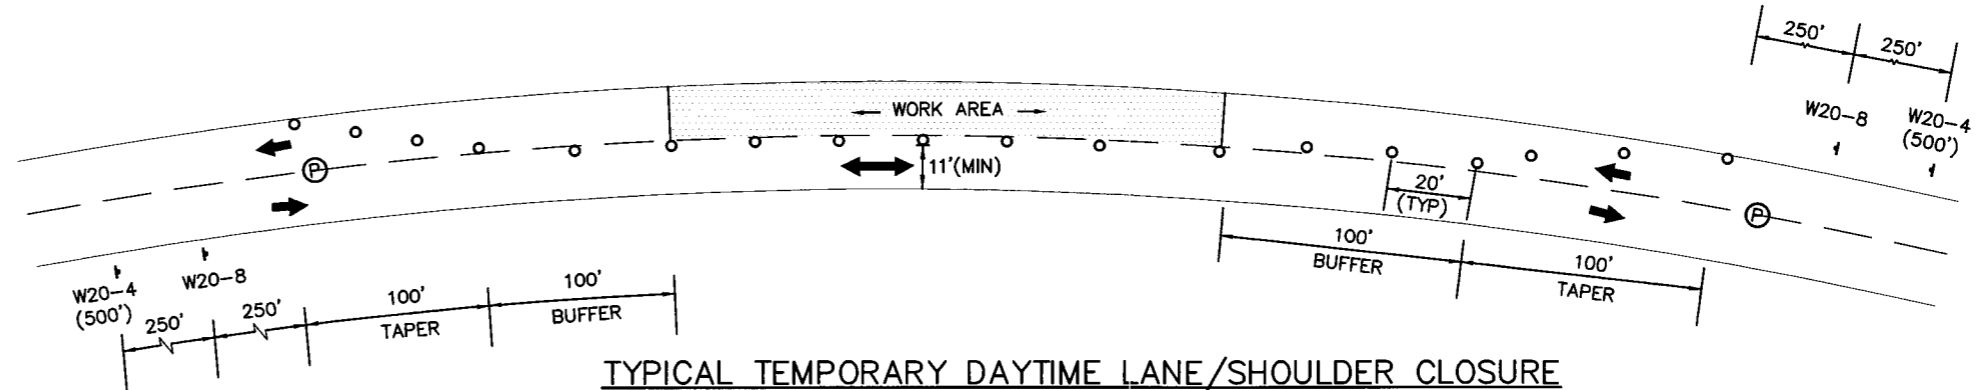 250'
250'
W20-8
W20-4
(500')
WORK AREA
P
11'(MIN)
20'
(TYP)
P
100'
BUFFER
100'
TAPER
W20-4
(500')
W20-8
250'
250'
100'
TAPER
100'
BUFFER
TYPICAL TEMPORARY DAYTIME LANE/SHOULDER CLOSURE